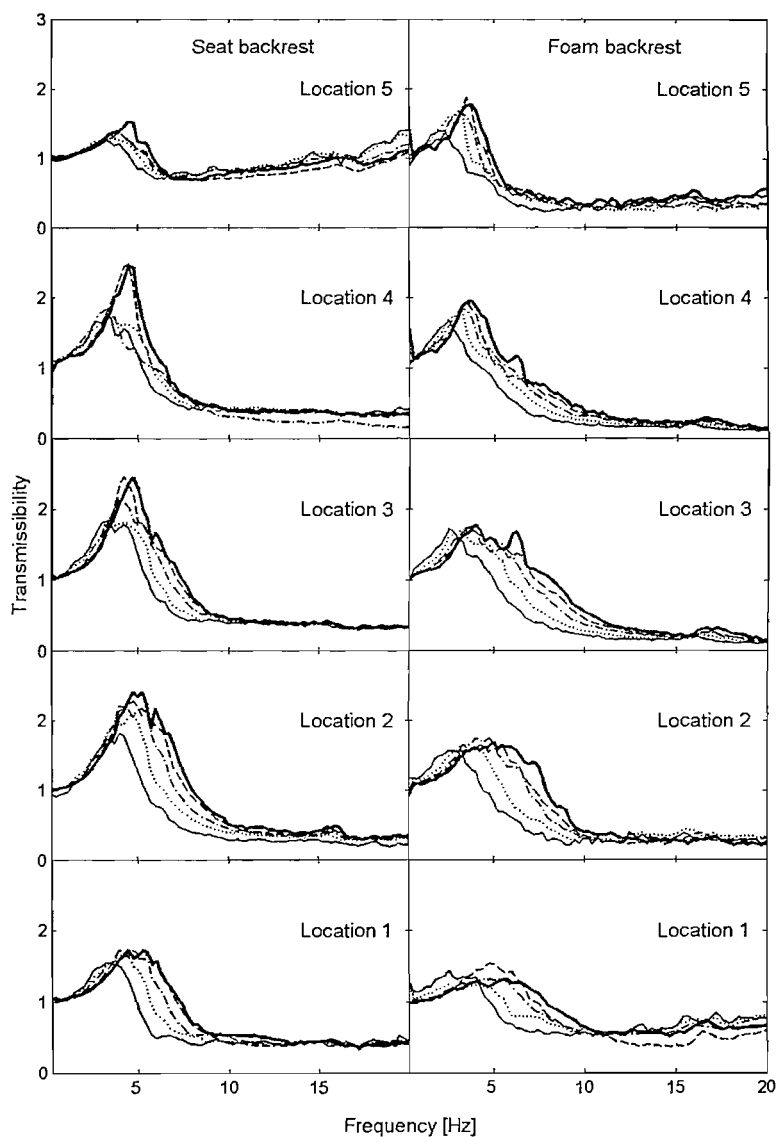 3
Seat backrest
Foam backrest
Location 5
Location 5
2
1
0
Location 4
Location 4
2
1
0
Location 3
Location 3
2
Transmissibility
1
0
Location 2
Location 2
2
1
0
Location 1
Location 1
2
1
0
5
10
15
5
10
15
20
Frequency [Hz]